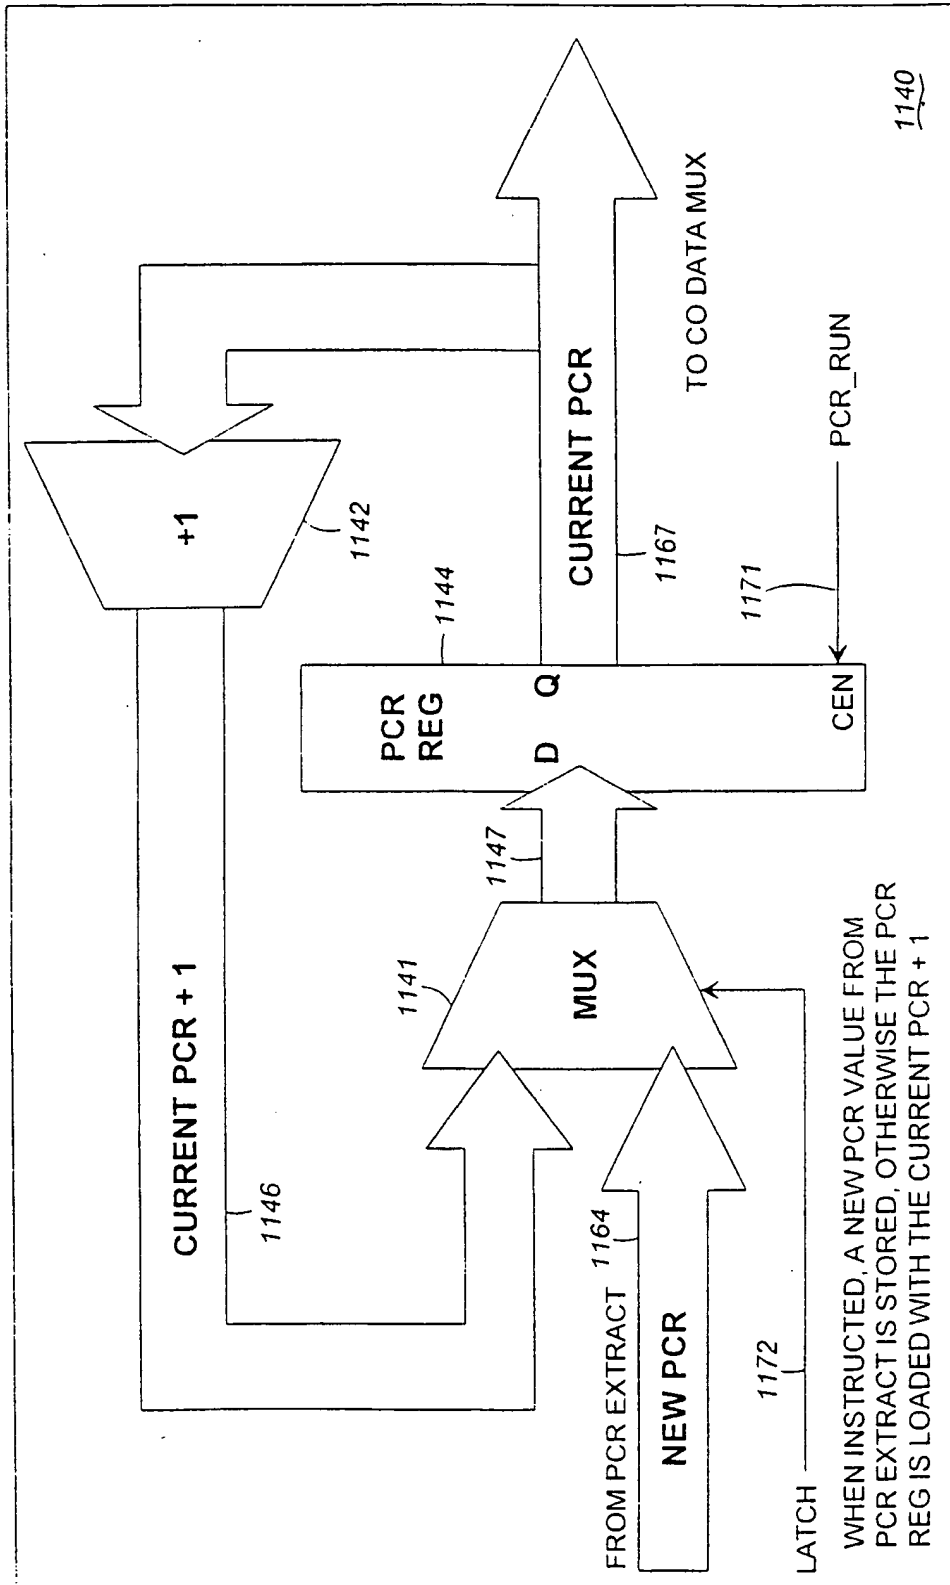 CURRENT PCR + 1
1146
+1
1142
FROM PCR EXTRACT
1164
NEW PCR
MUX
1141
1147
PCR
REG
D
Q
CEN
1144
CURRENT PCR
1167
TO CO DATA MUX
1171
PCR_RUN
LATCH
1172
WHEN INSTRUCTED, A NEW PCR VALUE FROM
PCR EXTRACT IS STORED, OTHERWISE THE PCR
REG IS LOADED WITH THE CURRENT PCR + 1
1140